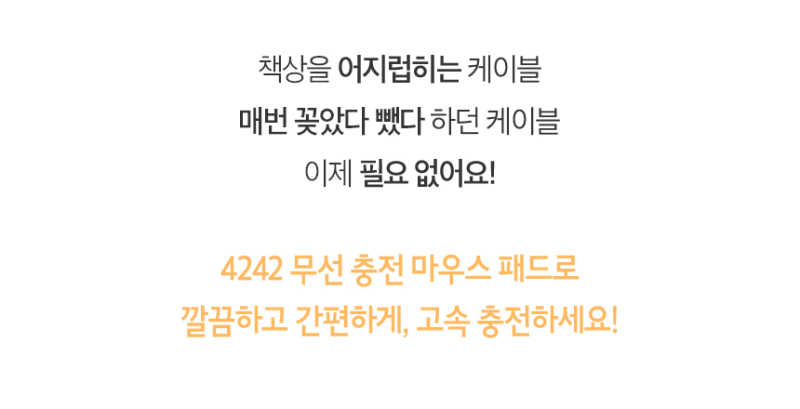 책상을 어지럽히는 케이블
매번 꽂았다 뺐다 하던 케이블
이제 필요 없어요!
4242 무선 충전 마우스 패드로
깔끔하고 간편하게, 고속 충전하세요!